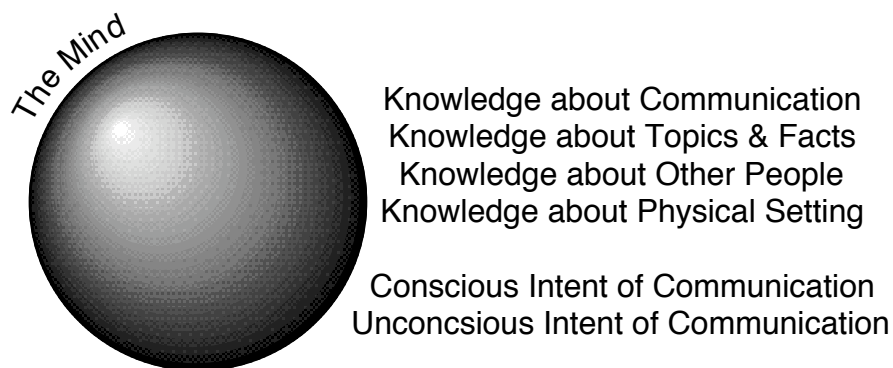 The Mind
Knowledge about Communication
Knowledge about Topics & Facts
Knowledge about Other People
Knowledge about Physical Setting
Conscious Intent of Communication
Unconcsious Intent of Communication